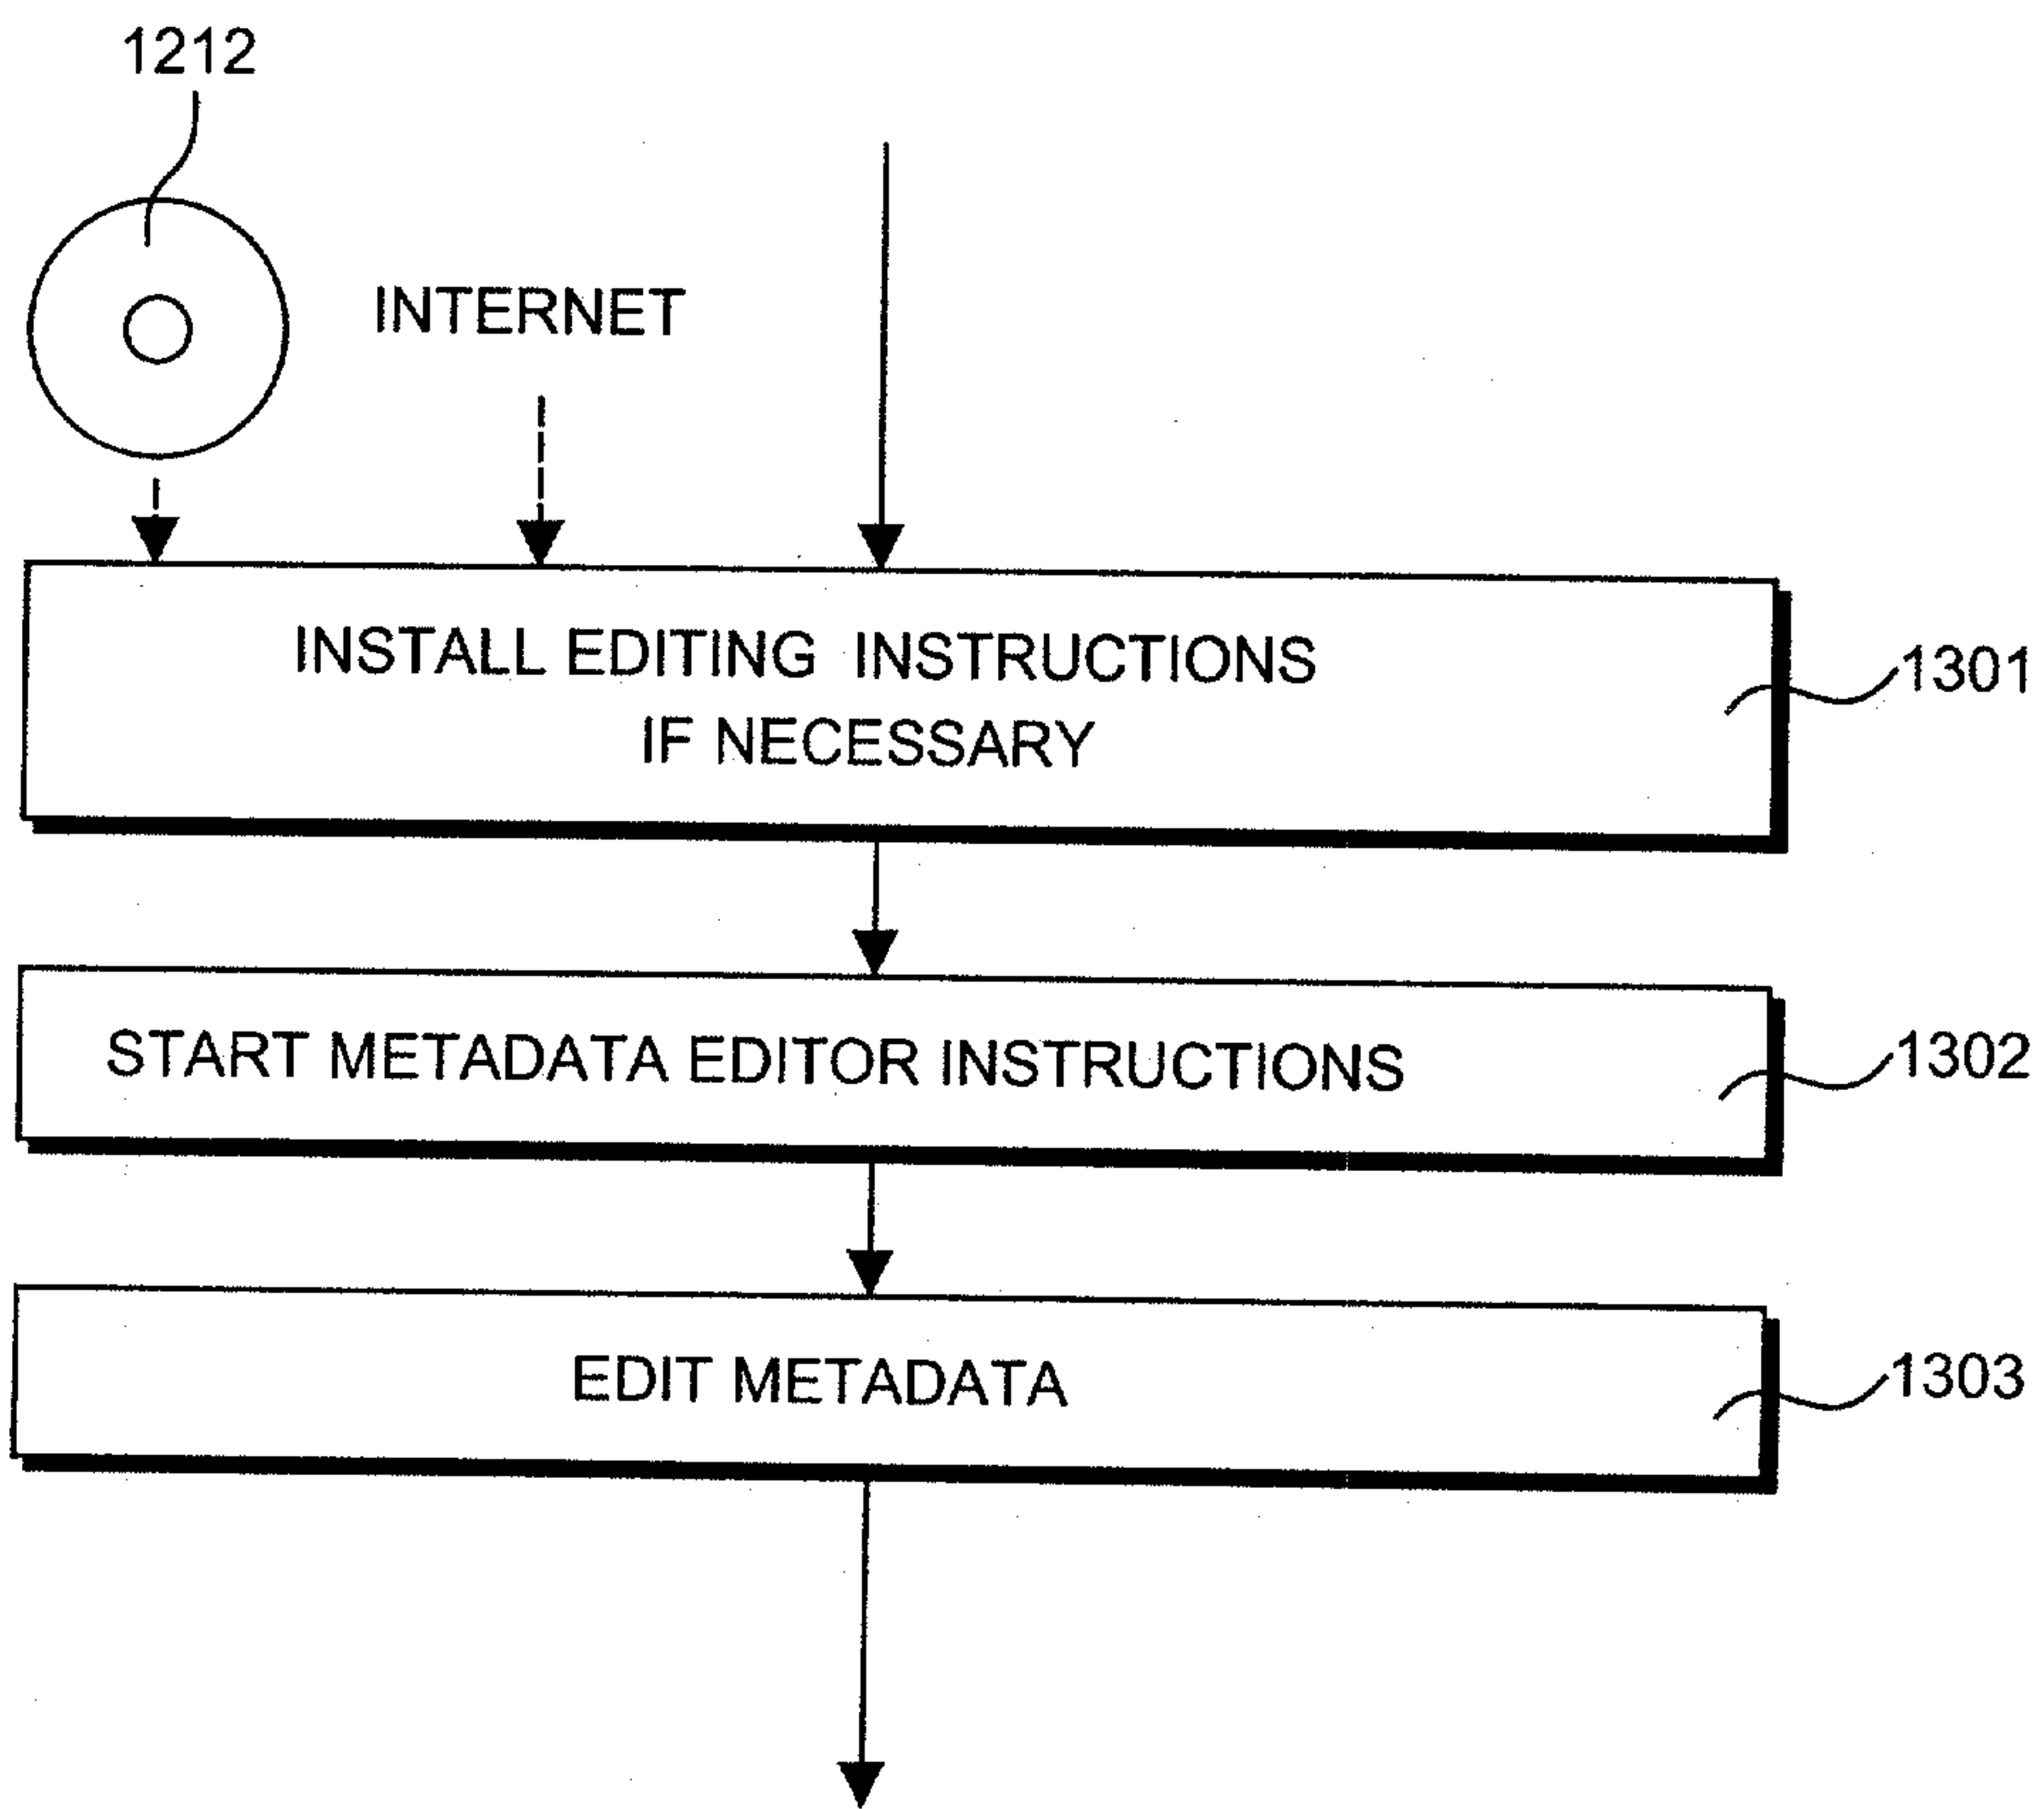 1212
INTERNET
INSTALL EDITING INSTRUCTIONS
IF NECESSARY
1301
START METADATA EDITOR INSTRUCTIONS
1302
EDIT METADATA
1303